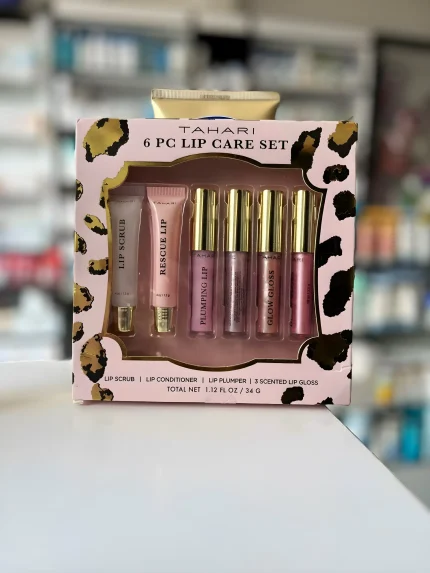 TAHARI
6 PC LIP CARE SET
LIP SCRUB
RESCUE LIP
PLUMPING LIP
GLOW GLOSS
LIP SCRUB | LIP CONDITIONER | LIP PLUMPER | 3 SCENTED LIP GLOSS
TOTAL NET 1.12 FL OZ / 34 G